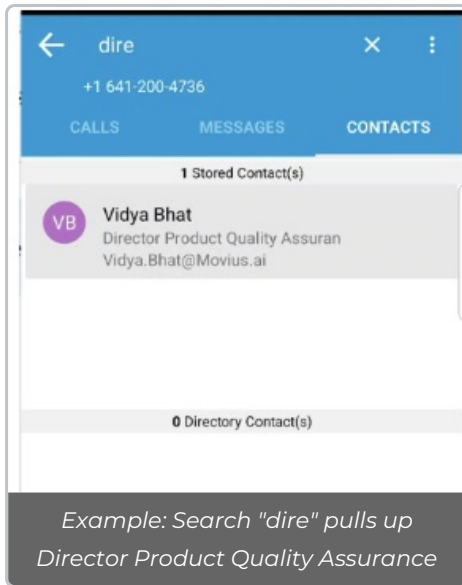 dire
+1 641-200-4736
CALLS MESSAGES CONTACTS
1 Stored Contact(s)
VB
Vidya Bhat
Director Product Quality Assuran
Vidya.Bhat@Movius.ai
0 Directory Contact(s)
Example: Search "dire" pulls up
Director Product Quality Assurance